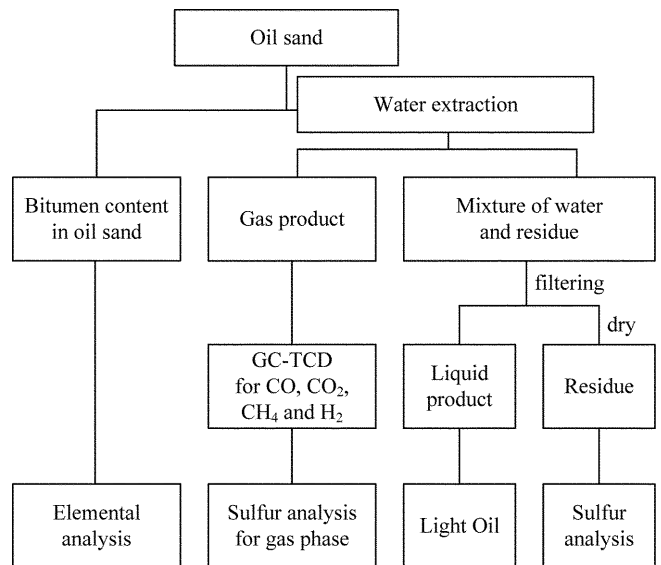 Oil sand
Water extraction
Bitumen content
in oil sand
Gas product
Mixture of water
and residue
filtering
dry
GC-TCD
for CO, CO₂,
CH₄ and H₂
Liquid
product
Residue
Elemental
analysis
Sulfur analysis
for gas phase
Light Oil
Sulfur
analysis